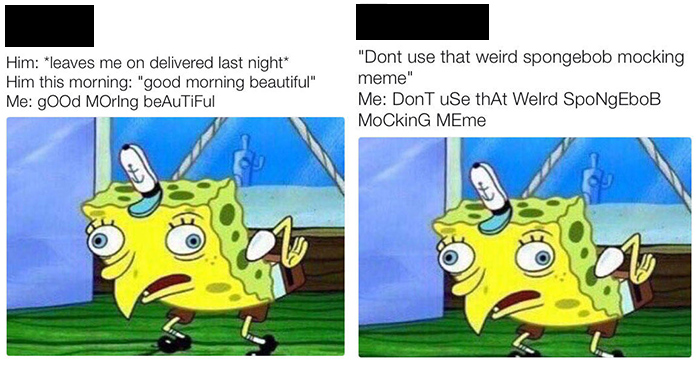 Him: *leaves me on delivered last night*
Him this morning: "good morning beautiful"
Me: gOOd MOrIng beAuTiFul
"Dont use that weird spongebob mocking
meme"
Me: DonT uSe thAt WeIrd SpoNgEboB
MoCkinG MEme